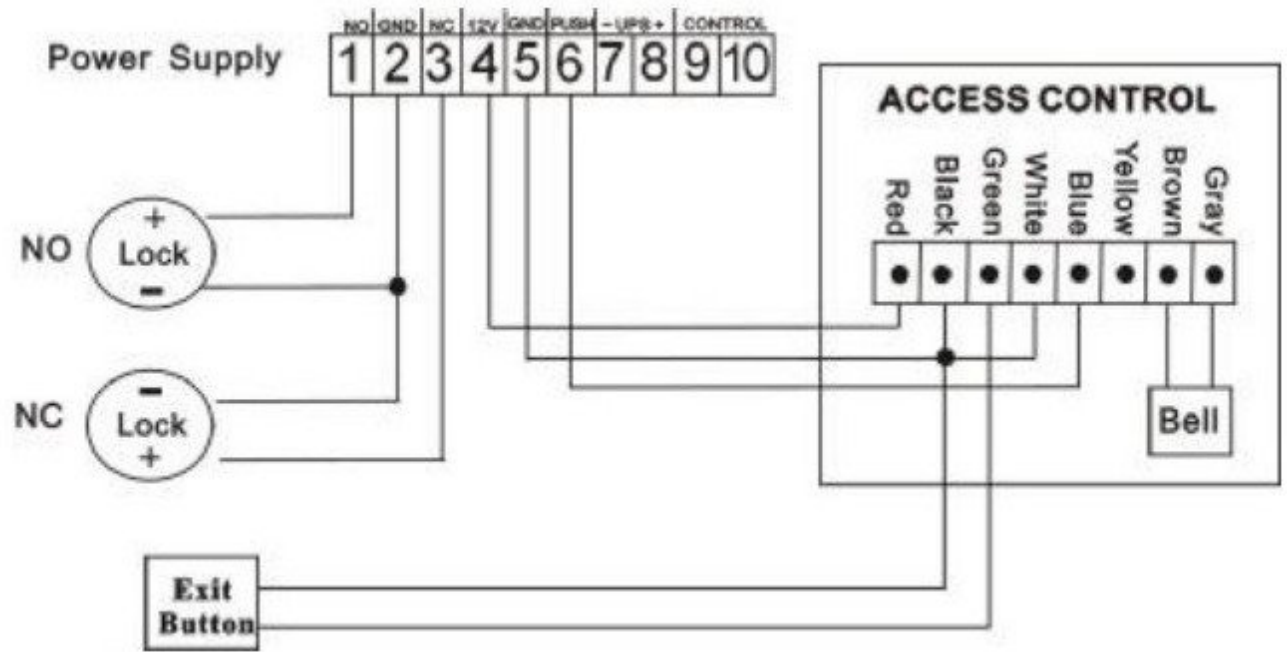 NO GND NC 12V GND PUSH - UPS + CONTROL
Power Supply 1 2 3 4 5 6 7 8 9 10
ACCESS CONTROL
Red Black Green White Blue Yellow Brown Gray
+
NO Lock
-
-
NC Lock
+
Bell
Exit
Button